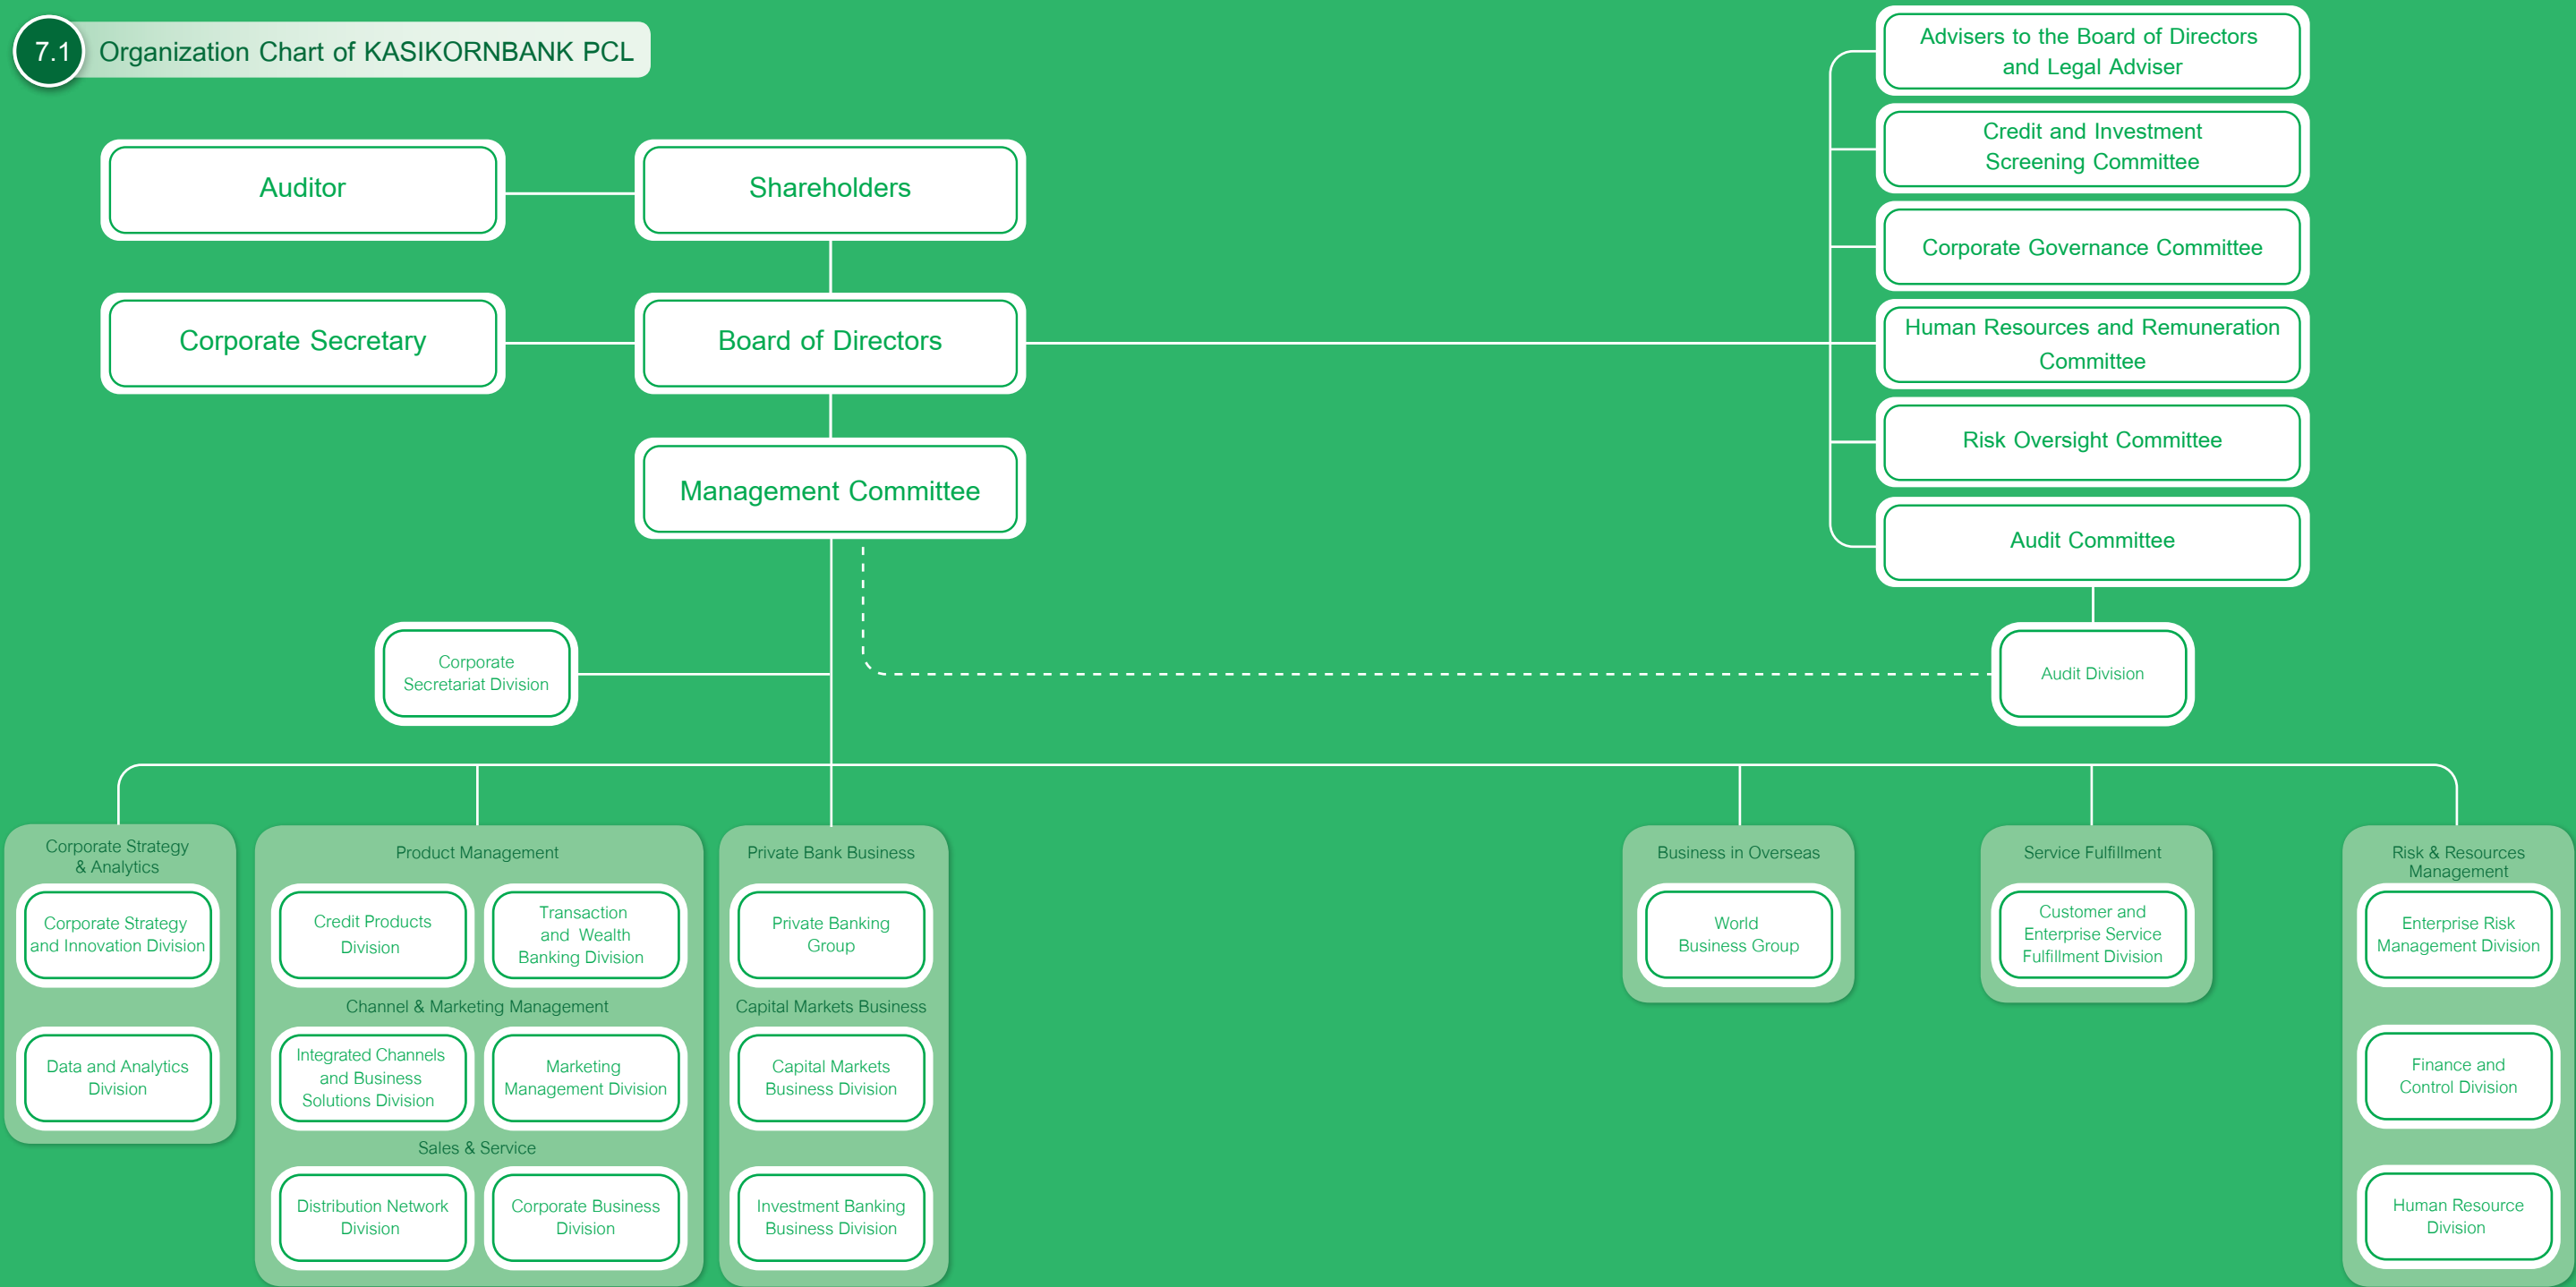 7.1 Organization Chart of KASIKORNBANK PCL
Advisers to the Board of Directors
and Legal Adviser
Credit and Investment
Screening Committee
Auditor
Shareholders
Corporate Governance Committee
Corporate Secretary
Board of Directors
Human Resources and Remuneration
Committee
Risk Oversight Committee
Management Committee
Audit Committee
Corporate
Secretariat Division
Audit Division
Corporate Strategy
& Analytics
Corporate Strategy
and Innovation Division
Data and Analytics
Division
Product Management
Credit Products
Division
Transaction
and Wealth
Banking Division
Channel & Marketing Management
Integrated Channels
and Business
Solutions Division
Marketing
Management Division
Sales & Service
Distribution Network
Division
Corporate Business
Division
Private Bank Business
Private Banking
Group
Capital Markets Business
Capital Markets
Business Division
Investment Banking
Business Division
Business in Overseas
World
Business Group
Service Fulfillment
Customer and
Enterprise Service
Fulfillment Division
Risk & Resources
Management
Enterprise Risk
Management Division
Finance and
Control Division
Human Resource
Division